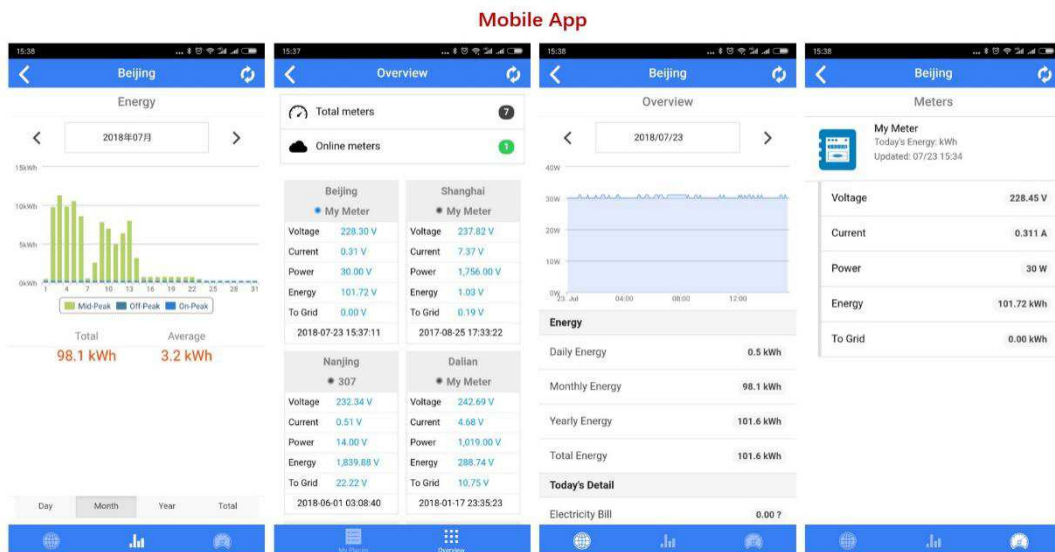 Mobile App
15:38
Beijing
Energy
2018年07月
15kWh
10kWh
5kWh
0kWh
1 4 7 10 13 16 19 22 25 28 31
Mid-Peak Off-Peak On-Peak
Total Average
98.1 kWh 3.2 kWh
Day Month Year Total
15:37
Overview
Total meters 7
Online meters 1
Beijing
My Meter
Voltage 228.30 V
Current 0.31 V
Power 30.00 V
Energy 101.72 V
To Grid 0.00 V
2018-07-23 15:37:11
Shanghai
My Meter
Voltage 237.82 V
Current 7.37 V
Power 1,756.00 V
Energy 1.03 V
To Grid 0.19 V
2017-08-25 17:33:22
Nanjing
307
Voltage 232.34 V
Current 0.51 V
Power 14.00 V
Energy 1,839.88 V
To Grid 22.22 V
2018-06-01 03:08:40
Dalian
My Meter
Voltage 242.69 V
Current 4.68 V
Power 1,019.00 V
Energy 288.74 V
To Grid 10.75 V
2018-01-17 23:35:23
My Places Overview
15:38
Beijing
Overview
2018/07/23
40W
30W
20W
10W
0W
23. Jul 04:00 08:00 12:00
Energy
Daily Energy 0.5 kWh
Monthly Energy 98.1 kWh
Yearly Energy 101.6 kWh
Total Energy 101.6 kWh
Today's Detail
Electricity Bill 0.00 ?
15:38
Beijing
Meters
My Meter
Today's Energy: kWh
Updated: 07/23 15:34
Voltage 228.45 V
Current 0.311 A
Power 30 W
Energy 101.72 kWh
To Grid 0.00 kWh